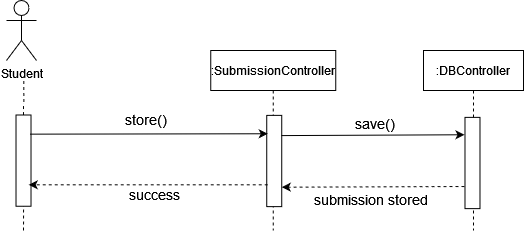 Student
:SubmissionController
:DBController
store()
save()
success
submission stored